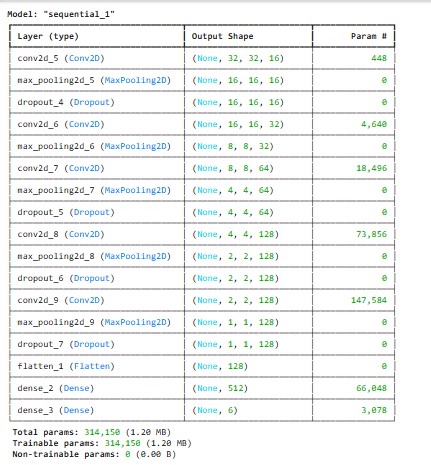 Model: "sequential_1"
Layer (type) Output Shape Param #
conv2d_5 (Conv2D) (None, 32, 32, 16) 448
max_pooling2d_5 (MaxPooling2D) (None, 16, 16, 16) 0
dropout_4 (Dropout) (None, 16, 16, 16) 0
conv2d_6 (Conv2D) (None, 16, 16, 32) 4,640
max_pooling2d_6 (MaxPooling2D) (None, 8, 8, 32) 0
conv2d_7 (Conv2D) (None, 8, 8, 64) 18,496
max_pooling2d_7 (MaxPooling2D) (None, 4, 4, 64) 0
dropout_5 (Dropout) (None, 4, 4, 64) 0
conv2d_8 (Conv2D) (None, 4, 4, 128) 73,856
max_pooling2d_8 (MaxPooling2D) (None, 2, 2, 128) 0
dropout_6 (Dropout) (None, 2, 2, 128) 0
conv2d_9 (Conv2D) (None, 2, 2, 128) 147,584
max_pooling2d_9 (MaxPooling2D) (None, 1, 1, 128) 0
dropout_7 (Dropout) (None, 1, 1, 128) 0
flatten_1 (Flatten) (None, 128) 0
dense_2 (Dense) (None, 512) 66,048
dense_3 (Dense) (None, 6) 3,078
Total params: 314,150 (1.20 MB)
Trainable params: 314,150 (1.20 MB)
Non-trainable params: 0 (0.00 B)